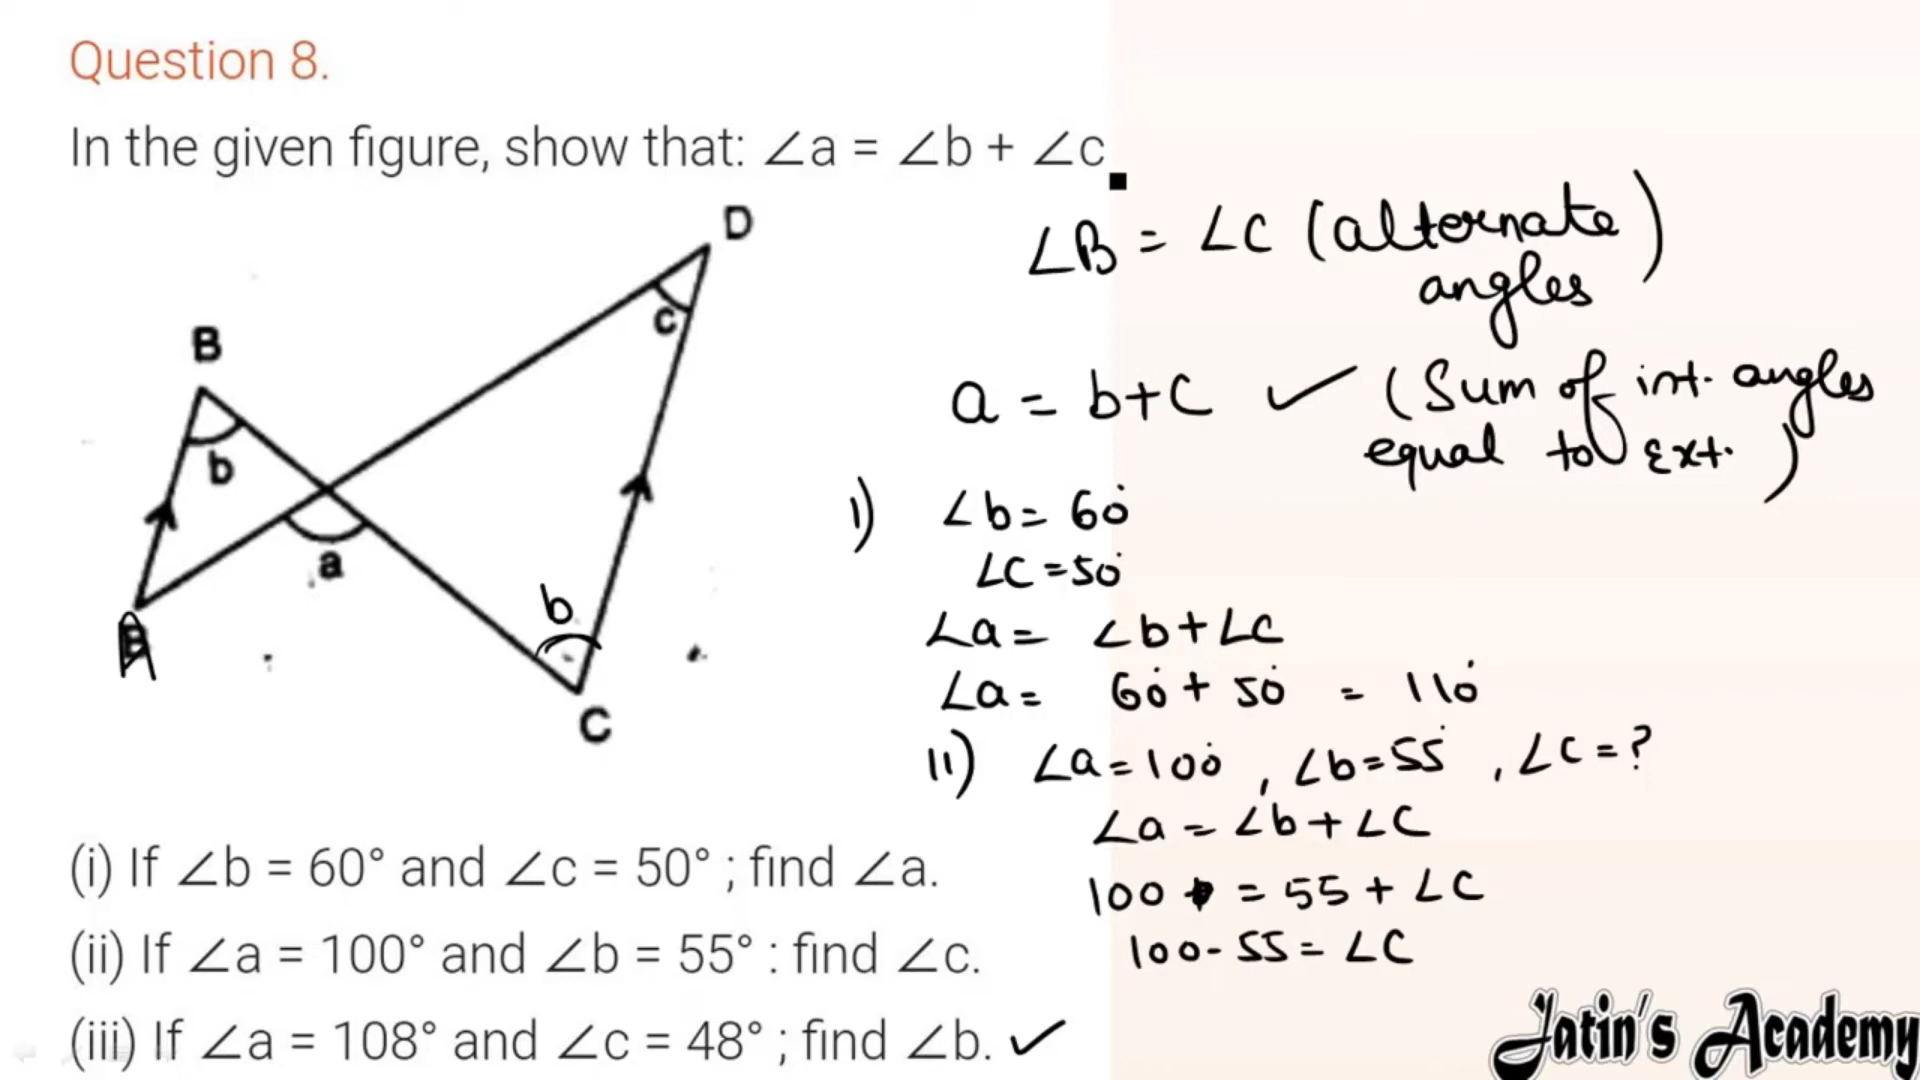 Question 8.
In the given figure, show that: ∠a = ∠b + ∠c
D
c
B
b
a
b
A
C
∠B = ∠C (alternate
angles)
a = b+c ✓ (Sum of int. angles
equal to Ext.)
1) ∠b = 60°
∠C = 50°
∠a = ∠b+∠C
∠a = 60° + 50° = 110°
11) ∠a = 100°, ∠b = 55°, ∠C = ?
∠a = ∠b + ∠C
100 = 55 + ∠C
100 - 55 = ∠C
(i) If ∠b = 60° and ∠c = 50° ; find ∠a.
(ii) If ∠a = 100° and ∠b = 55° : find ∠c.
(iii) If ∠a = 108° and ∠c = 48° ; find ∠b. ✓
Jatin's Academy